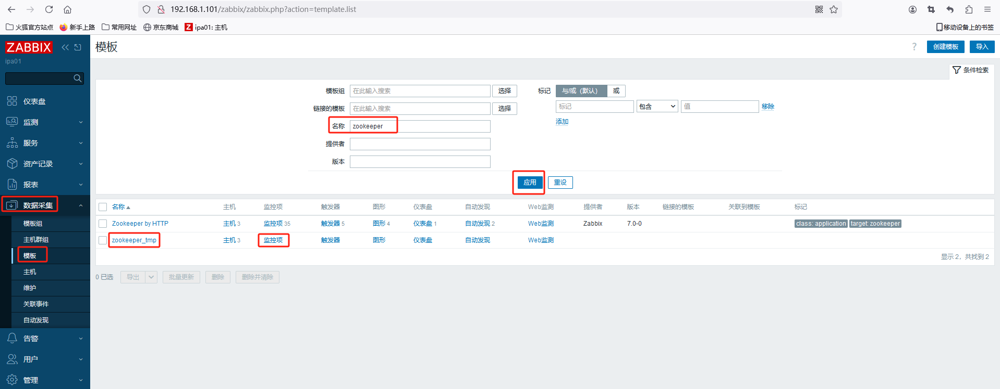 192.168.1.101/zabbix/zabbix.php?action=template.list
火狐官方站点 新手上路 常用网址 京东商城 Z ipa01: 主机 移动设备上的书签
ZABBIX
ipa01
仪表盘
监测
服务
资产记录
报表
数据采集
模板组
主机群组
模板
主机
维护
关联事件
自动发现
告警
用户
管理
模板 ? 创建模板 导入
条件检索
模板组 在此输入搜索 选择 标记 与/或（默认） 或
链接的模板 在此输入搜索 选择 标记 包含 值 移除
名称 zookeeper 添加
提供者
版本
应用 重设
名称 主机 监控项 触发器 图形 仪表盘 自动发现 Web监测 提供者 版本 链接的模板 关联到模板 标记
Zookeeper by HTTP 主机 3 监控项 35 触发器 5 图形 4 仪表盘 1 自动发现 2 Web监测 Zabbix 7.0-0 class: application target: zookeeper
zookeeper_tmp 主机 3 监控项 触发器 图形 仪表盘 自动发现 Web监测
显示 2，共找到 2
0 已选 导出 批量更新 删除 删除并清除